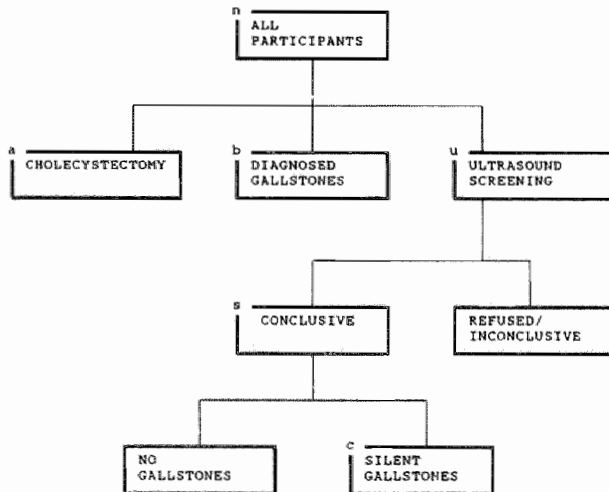 n
ALL
PARTICIPANTS
a
CHOLECYSTECTOMY
b
DIAGNOSED
GALLSTONES
u
ULTRASOUND
SCREENING
s
CONCLUSIVE
REFUSED/
INCONCLUSIVE
NO
GALLSTONES
c
SILENT
GALLSTONES